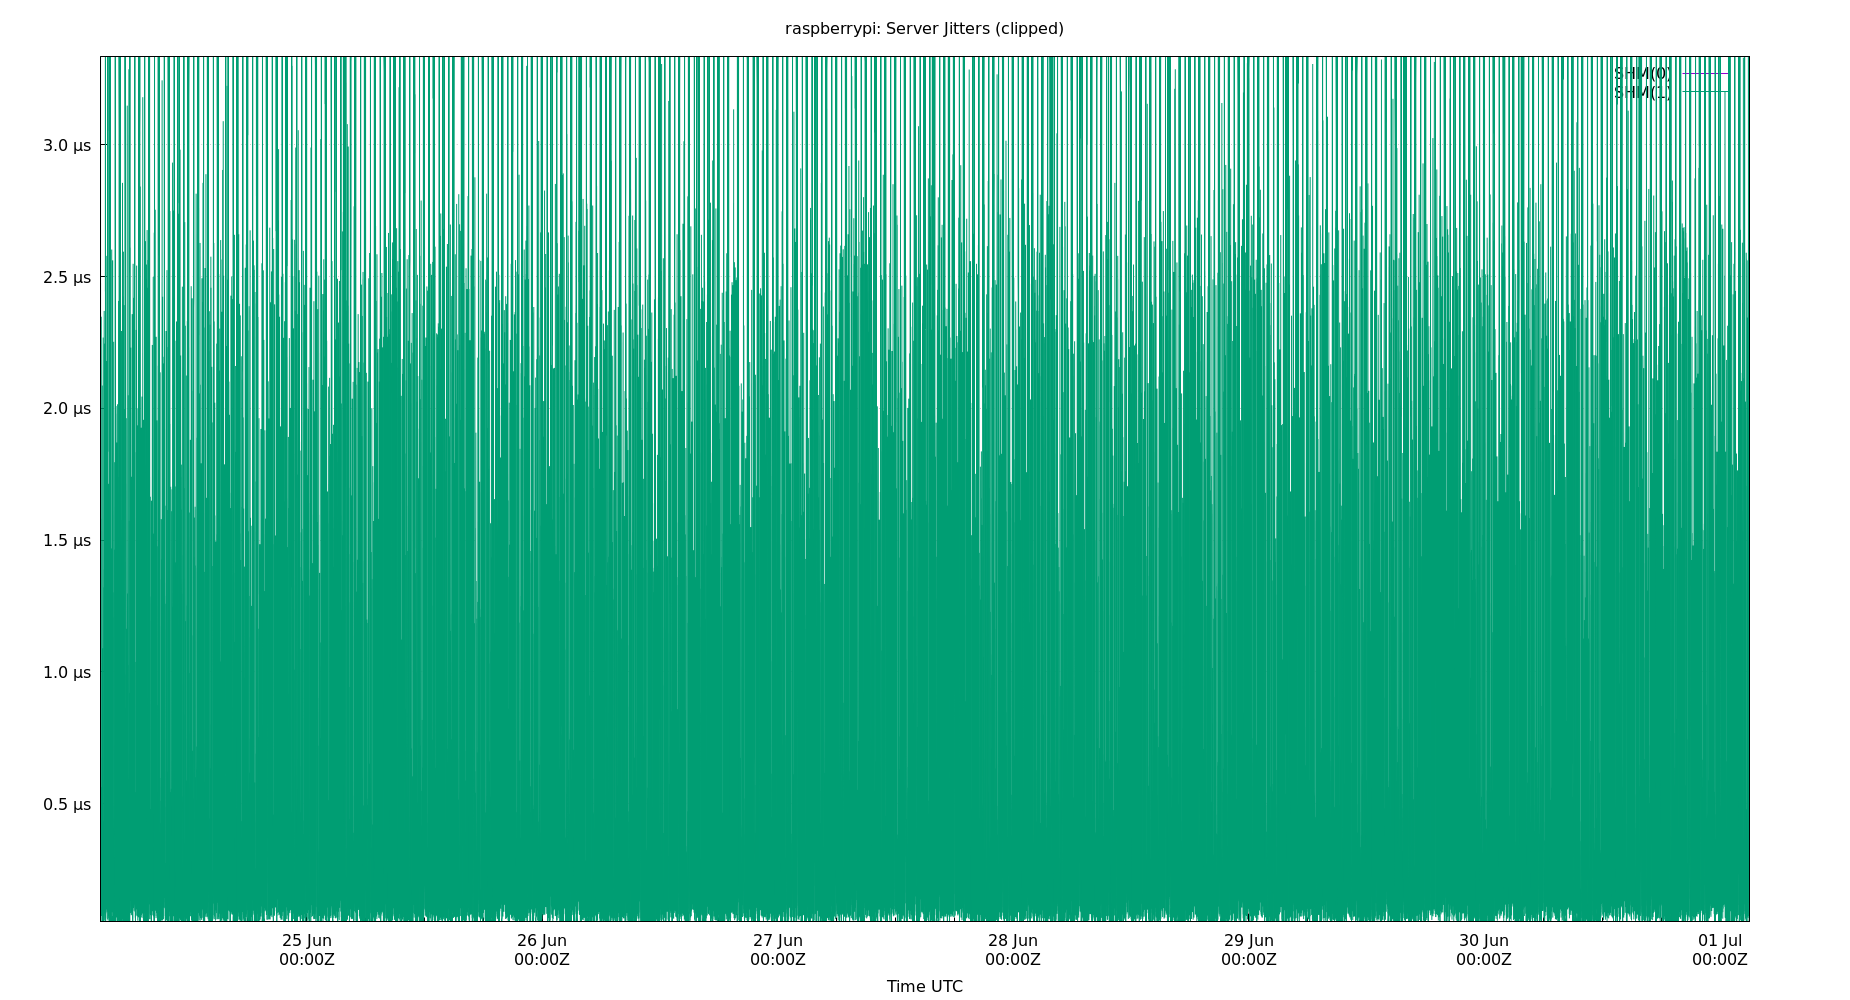 raspberrypi: Server Jitters (clipped)
SHM(0)
SHM(1)
3.0 μs
2.5 μs
2.0 μs
1.5 μs
1.0 μs
0.5 μs
25 Jun
00:00Z
26 Jun
00:00Z
27 Jun
00:00Z
28 Jun
00:00Z
29 Jun
00:00Z
30 Jun
00:00Z
01 Jul
00:00Z
Time UTC